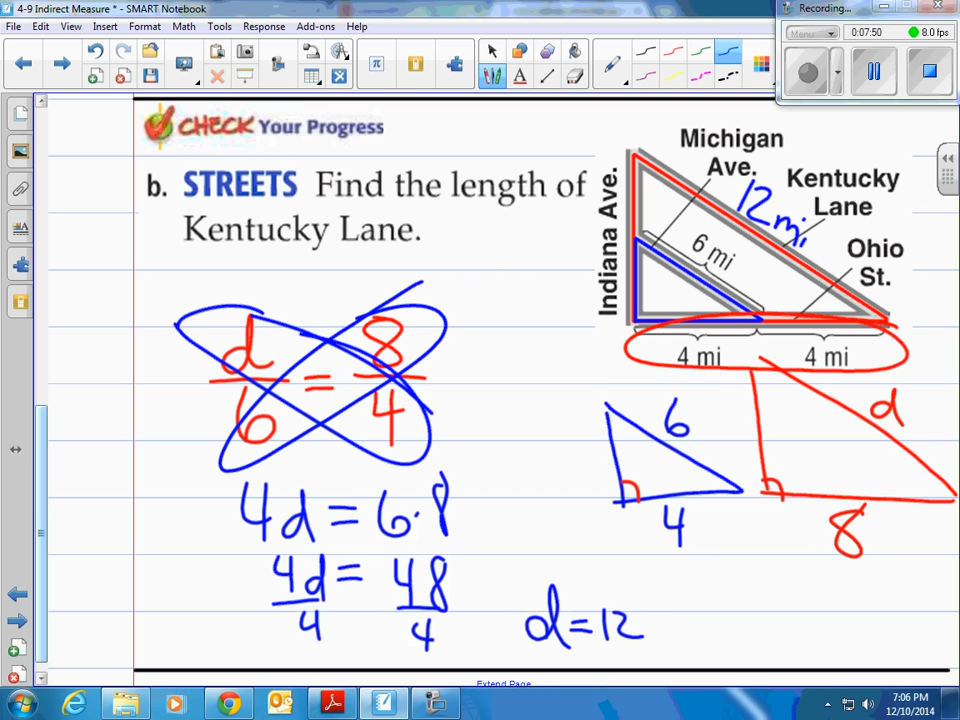 4-9 Indirect Measure * - SMART Notebook
Recording...
File Edit View Insert Format Math Tools Response Add-ons Help
Menu
0:07:50
8.0 fps
CHECK Your Progress
b. STREETS Find the length of
Kentucky Lane.
Michigan
Ave.
Kentucky
Lane
12 mi.
Ohio
St.
Indiana Ave.
6 mi
4 mi 4 mi
d/6 = 8/4
6
4
d
8
4d = 6·8
4d/4 = 48/4
d = 12
Extend Page
7:06 PM
12/10/2014